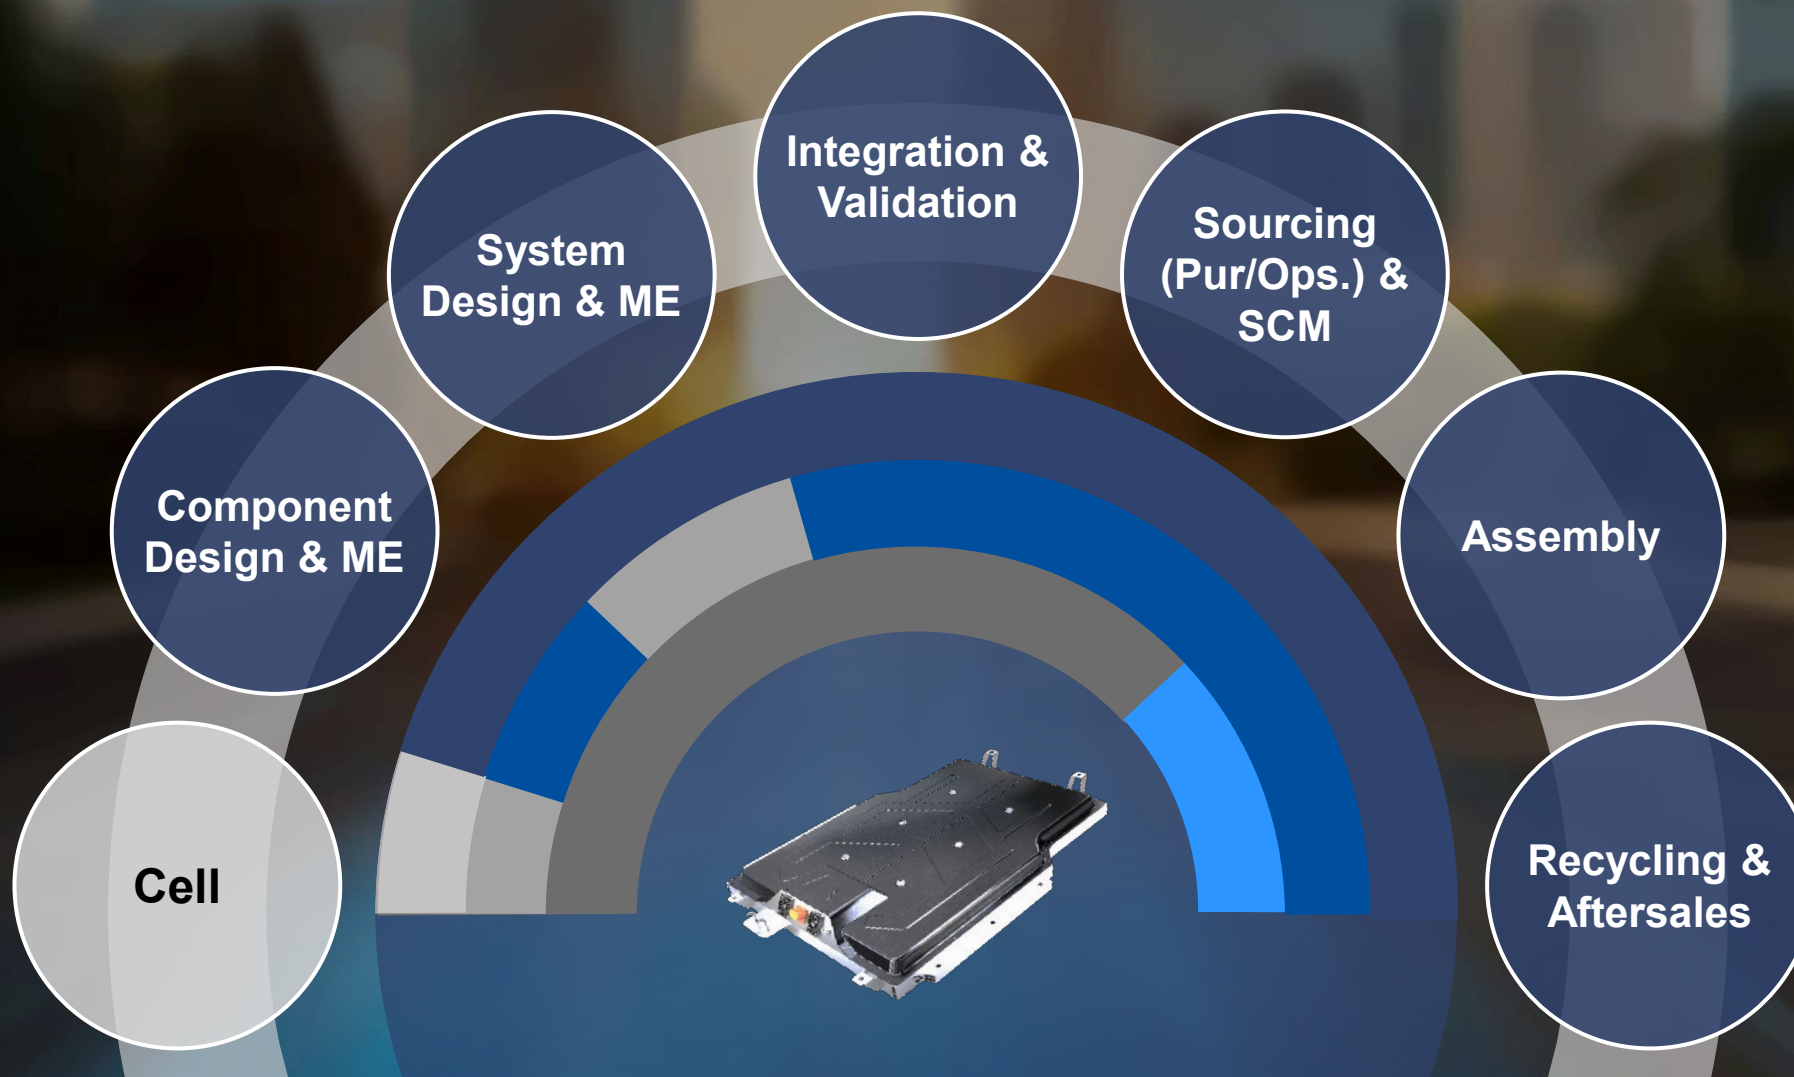 Integration &
Validation
System
Design & ME
Sourcing
(Pur/Ops.) &
SCM
Component
Design & ME
Assembly
Cell
Recycling &
Aftersales